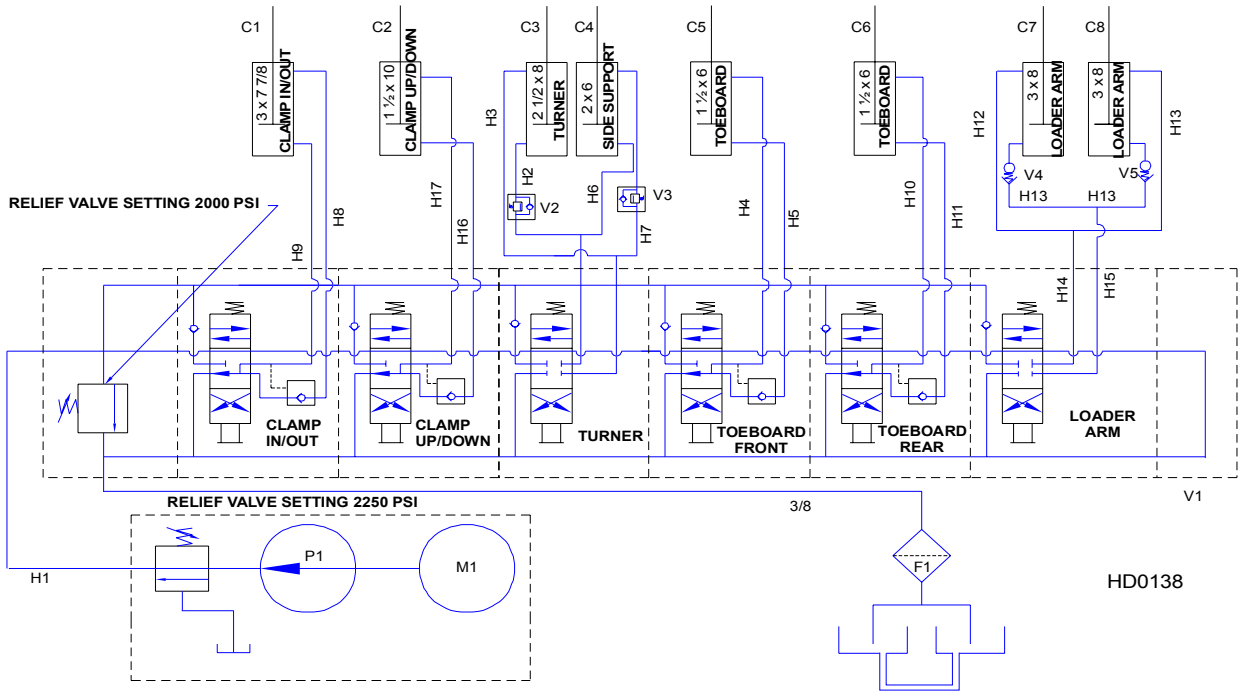 C1
C2
C3
C4
C5
C6
C7
C8
3 x 7 7/8
CLAMP IN/OUT
1 ½ x 10
CLAMP UP/DOWN
2 1/2 x 8
TURNER
2 x 6
SIDE SUPPORT
1 ½ x 6
TOEBOARD
1 ½ x 6
TOEBOARD
3 x 8
LOADER ARM
3 x 8
LOADER ARM
H3
H12
H13
H2
H6
V2
V3
V4
V5
H13
H13
H17
H10
H4
H5
H11
H8
H9
H16
H7
H14
H15
RELIEF VALVE SETTING 2000 PSI
CLAMP
IN/OUT
CLAMP
UP/DOWN
TURNER
TOEBOARD
FRONT
TOEBOARD
REAR
LOADER
ARM
V1
RELIEF VALVE SETTING 2250 PSI
3/8
H1
P1
M1
F1
HD0138